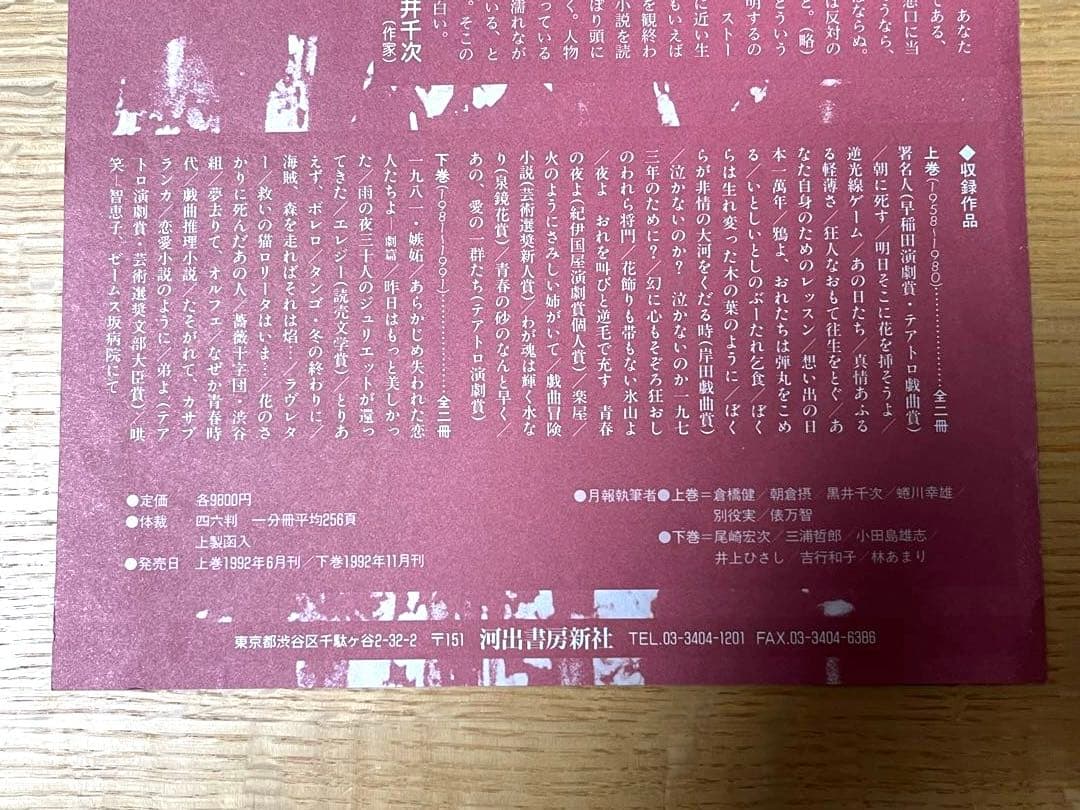 あなた
である、
悪口に当
うなら、
ならぬ。
は反対の
と。(略)
どういう
明するの
ストー
に近い生
もいえば
を観終わ
小説を読
ぽり頭に
く。人物
っている
濡れなが
いる、と
。そこの
白い。
井千次
(作家)
◆収録作品
上巻(1958〜1980)……………全二冊
署名人(早稲田演劇賞・テアトロ戯曲賞)
／朝に死す／明日そこに花を挿そうよ／
逆光線ゲーム／あの日たち／真情あふる
る軽薄さ／狂人なおもて往生をとぐ／あ
なた自身のためのレッスン／想い出の日
本一萬年／鴉よ、おれたちは弾丸をこめ
る／いとしいとしのぶーたれ乞食／ぼく
らは生れ変った木の葉のように／ぼく
らが非情の大河をくだる時(岸田戯曲賞)
／泣かないのか？　泣かないのか一九七
三年のために？／幻に心もそぞろ狂おし
のわれら将門／花飾りも帯もない氷山よ
／夜よ　おれを叫びと逆毛で充す　青春
の夜よ(紀伊国屋演劇賞個人賞)／楽屋／
火のようにさみしい姉がいて／戯曲冒険
小説(芸術選奨新人賞)／わが魂は輝く水な
り(泉鏡花賞)／青春の砂のなんと早く／
あの、愛の一群たち(テアトロ演劇賞)
下巻(1981〜1991)……………全二冊
一九八一・嫉妬／あらかじめ失われた恋
人たちよ—劇篇／昨日はもっと美しかっ
た／雨の夜三十人のジュリエットが還っ
てきた／エレジー(読売文学賞)／とりあ
えず、ボレロ／タンゴ・冬の終わりに／
海賊、森を走ればそれは焰…／ラヴレタ
ー／救いの猫ロリータはいま…／花のさ
かりに死んだあの人／薔薇十字団・渋谷
組／夢去りて、オルフェ／なぜか青春時
代／戯曲推理小説／たそがれて、カサブ
ランカ／恋愛小説のように／弟よ(テア
トロ演劇賞・芸術選奨文部大臣賞)／哄
笑—智恵子、ゼームス坂病院にて
●定価　各9800円
●体裁　四六判　一分冊平均256頁
上製函入
●発売日　上巻1992年6月刊／下巻1992年11月刊
●月報執筆者●上巻＝倉橋健／朝倉摂／黒井千次／蜷川幸雄／
別役実／俵万智
●下巻＝尾崎宏次／三浦哲郎／小田島雄志／
井上ひさし／吉行和子／林あまり
東京都渋谷区千駄ヶ谷2-32-2　〒151　河出書房新社　TEL.03-3404-1201　FAX.03-3404-6386